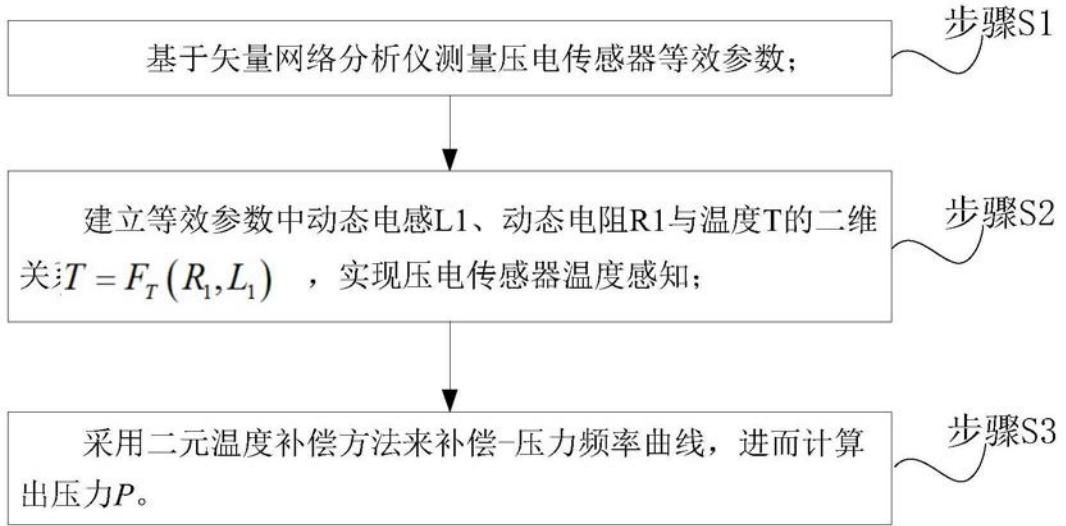 步骤S1
基于矢量网络分析仪测量压电传感器等效参数；
步骤S2
建立等效参数中动态电感L1、动态电阻R1与温度T的二维
关 T = F_T (R_1, L_1) ，实现压电传感器温度感知；
步骤S3
采用二元温度补偿方法来补偿-压力频率曲线，进而计算
出压力P。